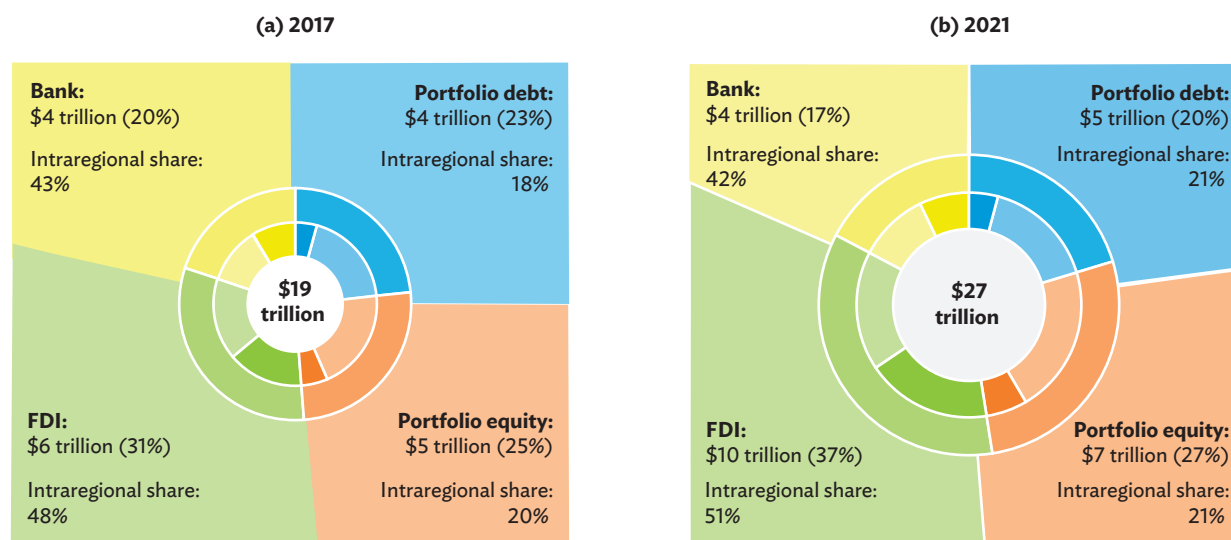 (a) 2017
Bank:
$4 trillion (20%)
Intraregional share:
43%
Portfolio debt:
$4 trillion (23%)
Intraregional share:
18%
$19
trillion
FDI:
$6 trillion (31%)
Intraregional share:
48%
Portfolio equity:
$5 trillion (25%)
Intraregional share:
20%
(b) 2021
Bank:
$4 trillion (17%)
Intraregional share:
42%
Portfolio debt:
$5 trillion (20%)
Intraregional share:
21%
$27
trillion
FDI:
$10 trillion (37%)
Intraregional share:
51%
Portfolio equity:
$7 trillion (27%)
Intraregional share:
21%